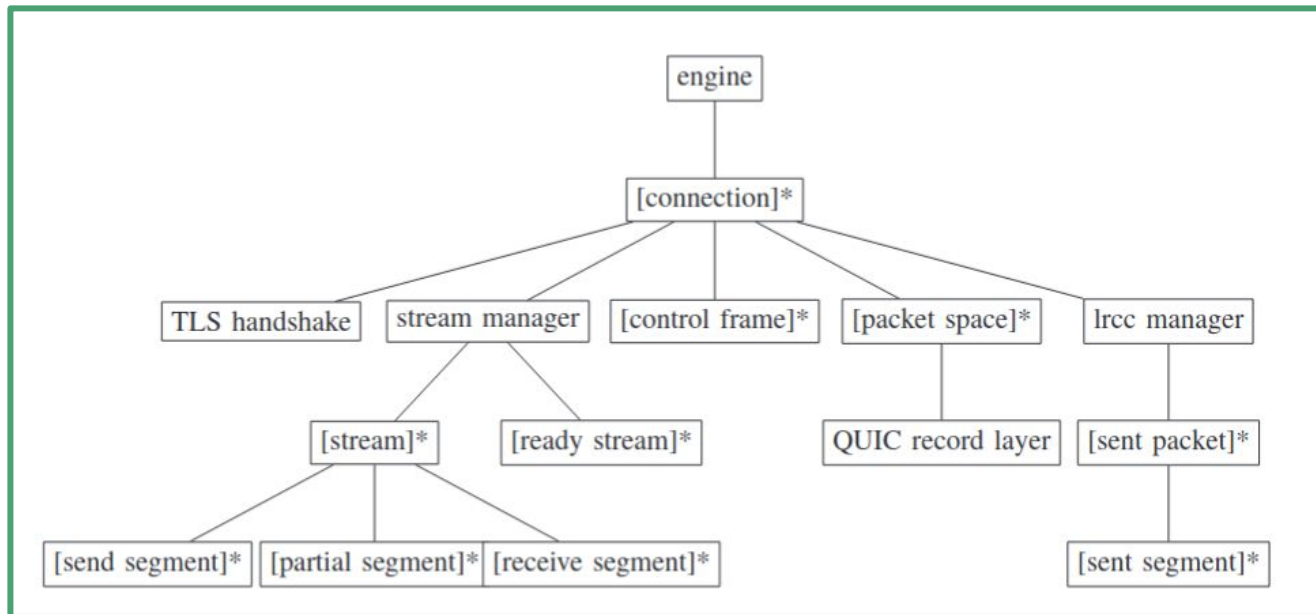 engine
[connection]*
TLS handshake
stream manager
[control frame]*
[packet space]*
lrcc manager
[stream]*
[ready stream]*
QUIC record layer
[sent packet]*
[send segment]*
[partial segment]*
[receive segment]*
[sent segment]*